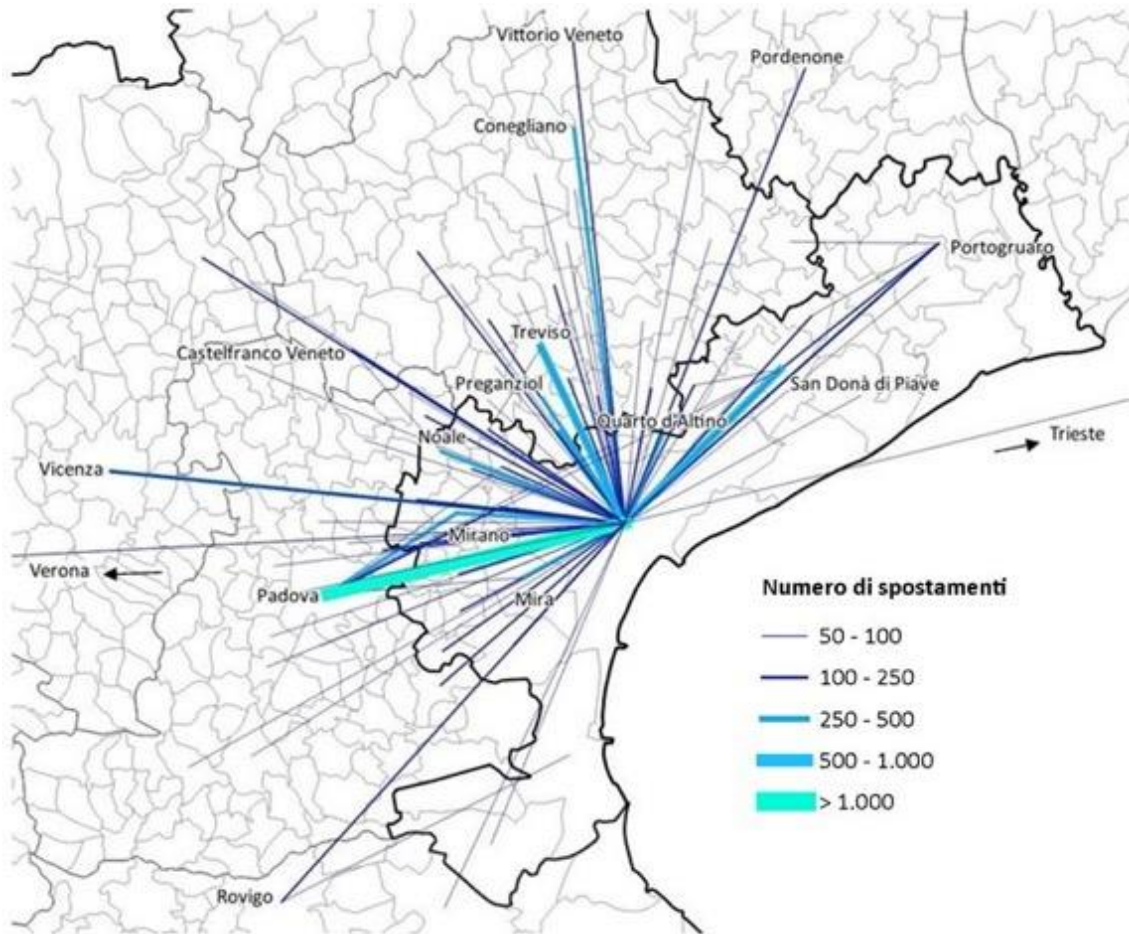 Vittorio Veneto
Pordenone
Conegliano
Portogruaro
Treviso
Castelfranco Veneto
Preganziol
San Donà di Piave
Quarto d'Altino
Noale
Trieste
Vicenza
Mirano
Verona
Padova
Mira
Numero di spostamenti
50 - 100
100 - 250
250 - 500
500 - 1.000
> 1.000
Rovigo